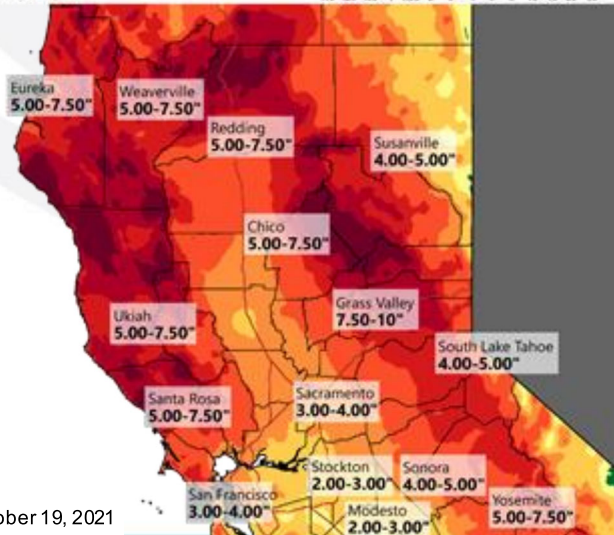 Eureka
5.00-7.50"
Weaverville
5.00-7.50"
Redding
5.00-7.50"
Susanville
4.00-5.00"
Chico
5.00-7.50"
Grass Valley
7.50-10"
Ukiah
5.00-7.50"
South Lake Tahoe
4.00-5.00"
Santa Rosa
5.00-7.50"
Sacramento
3.00-4.00"
Stockton
2.00-3.00"
Sonora
4.00-5.00"
San Francisco
3.00-4.00"
Yosemite
5.00-7.50"
Modesto
2.00-3.00"
ober 19, 2021